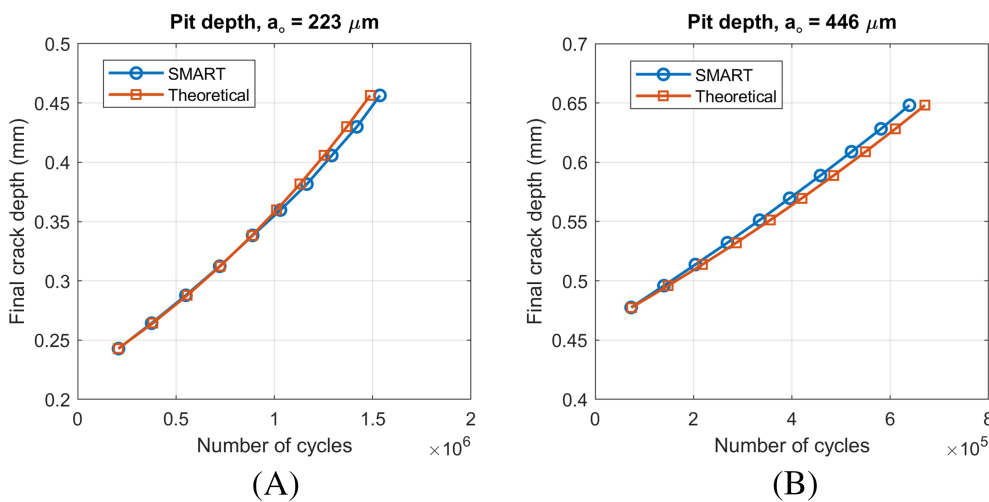 Pit depth, a₀ = 223 μm
0.5
0.45
0.4
0.35
0.3
0.25
0.2
Final crack depth (mm)
SMART
Theoretical
0
0.5
1
1.5
2
Number of cycles
×10⁶
(A)
Pit depth, a₀ = 446 μm
0.7
0.65
0.6
0.55
0.5
0.45
0.4
Final crack depth (mm)
SMART
Theoretical
0
2
4
6
8
Number of cycles
×10⁵
(B)